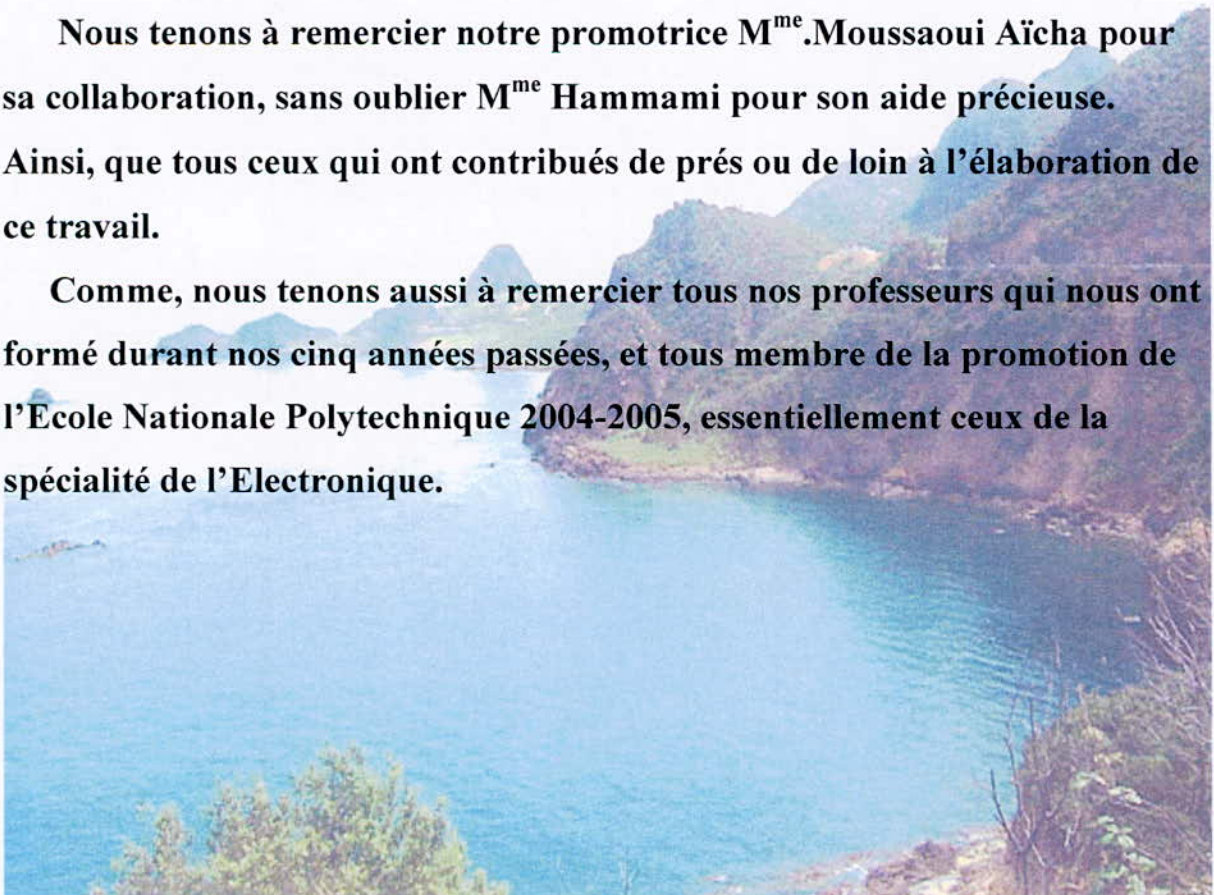 Nous tenons à remercier notre promotrice Mme.Moussaoui Aïcha pour
sa collaboration, sans oublier Mme Hammami pour son aide précieuse.
Ainsi, que tous ceux qui ont contribués de prés ou de loin à l’élaboration de
ce travail.
Comme, nous tenons aussi à remercier tous nos professeurs qui nous ont
formé durant nos cinq années passées, et tous membre de la promotion de
l’Ecole Nationale Polytechnique 2004-2005, essentiellement ceux de la
spécialité de l’Electronique.